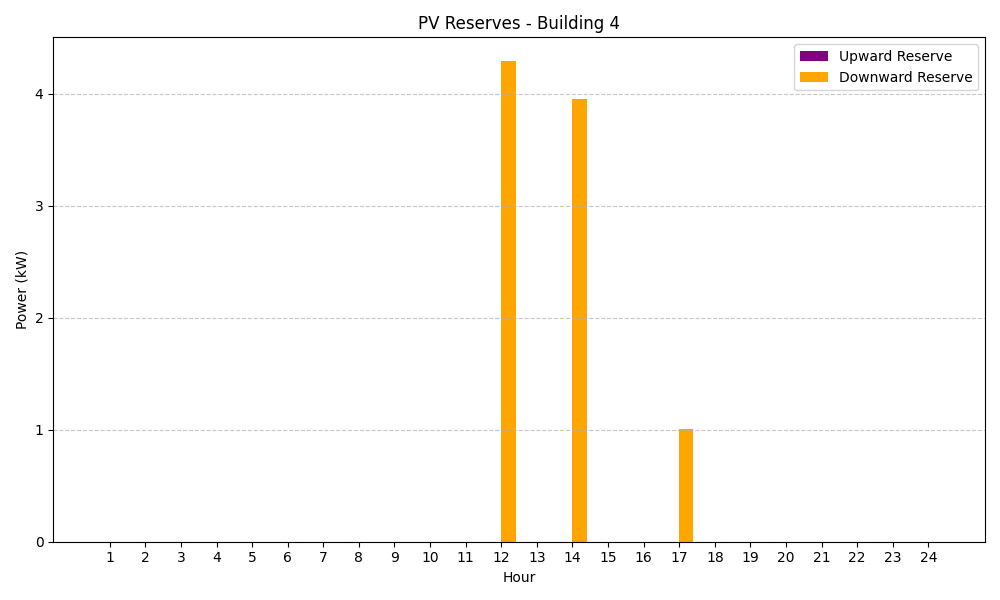 PV Reserves - Building 4
Upward Reserve
Downward Reserve
Power (kW)
4
3
2
1
0
1 2 3 4 5 6 7 8 9 10 11 12 13 14 15 16 17 18 19 20 21 22 23 24
Hour